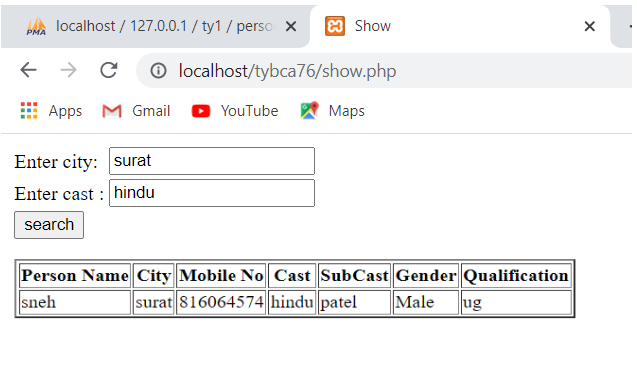 PMA localhost / 127.0.0.1 / ty1 / perso Show
localhost/tybca76/show.php
Apps Gmail YouTube Maps
Enter city: surat
Enter cast : hindu
search
Person Name City Mobile No Cast SubCast Gender Qualification
sneh surat 816064574 hindu patel Male ug